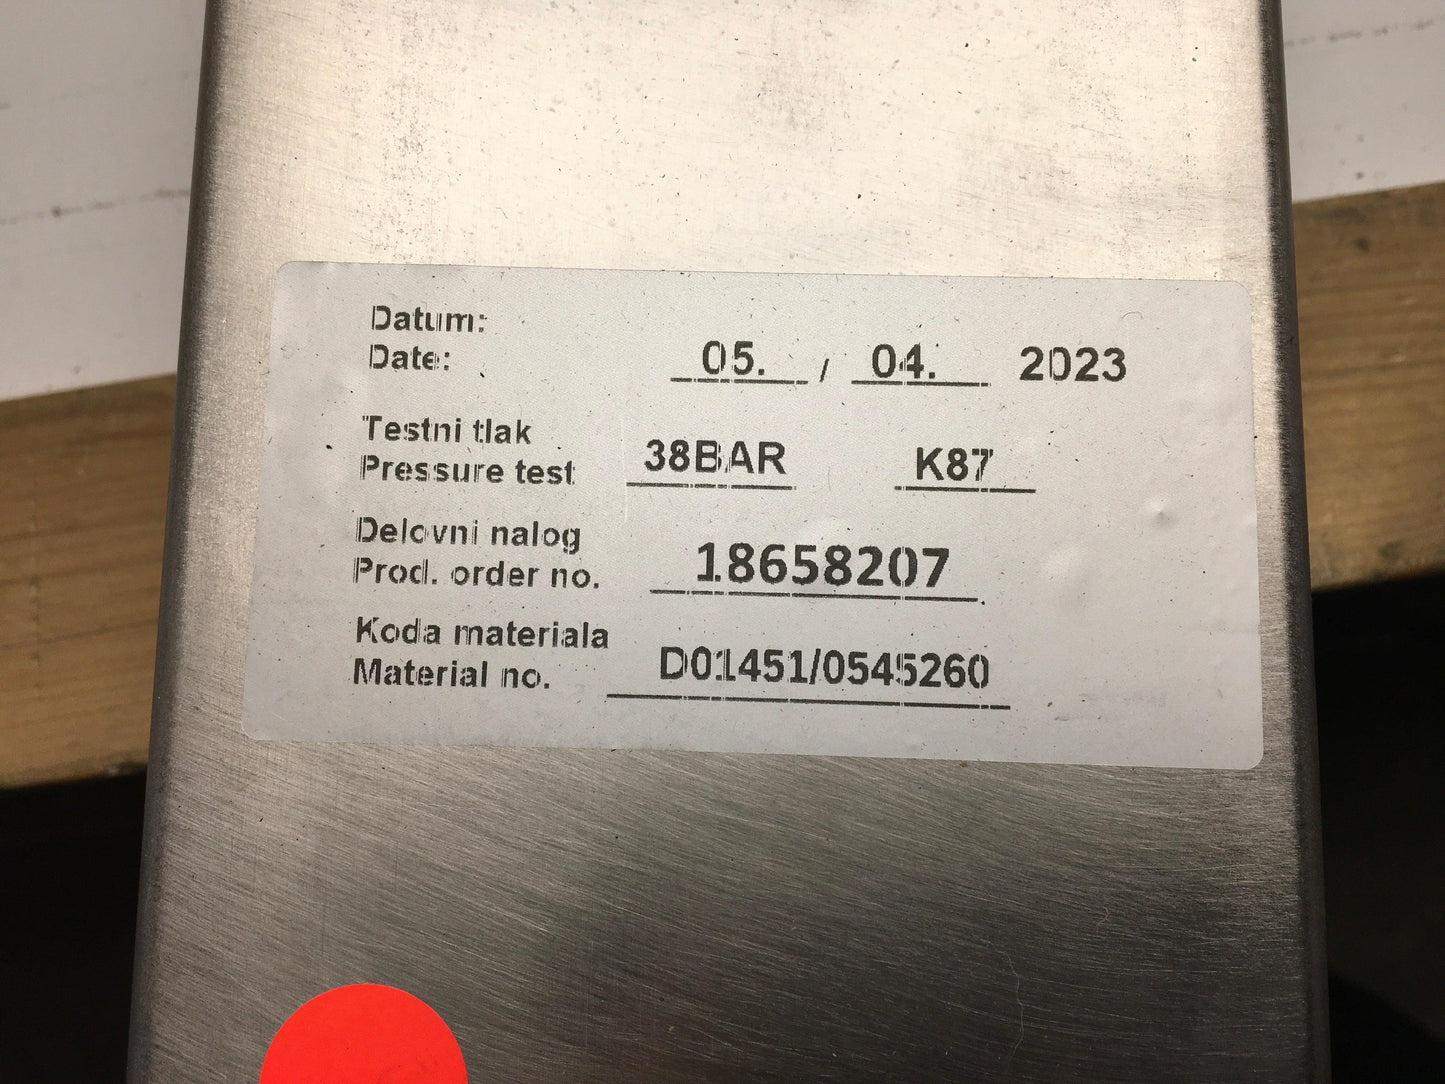 Datum:
Date: 05. / 04. 2023
Testni tlak
Pressure test 38BAR K87
Delovni nalog
Prod. order no. 18658207
Koda materiala
Material no. D01451/0545260